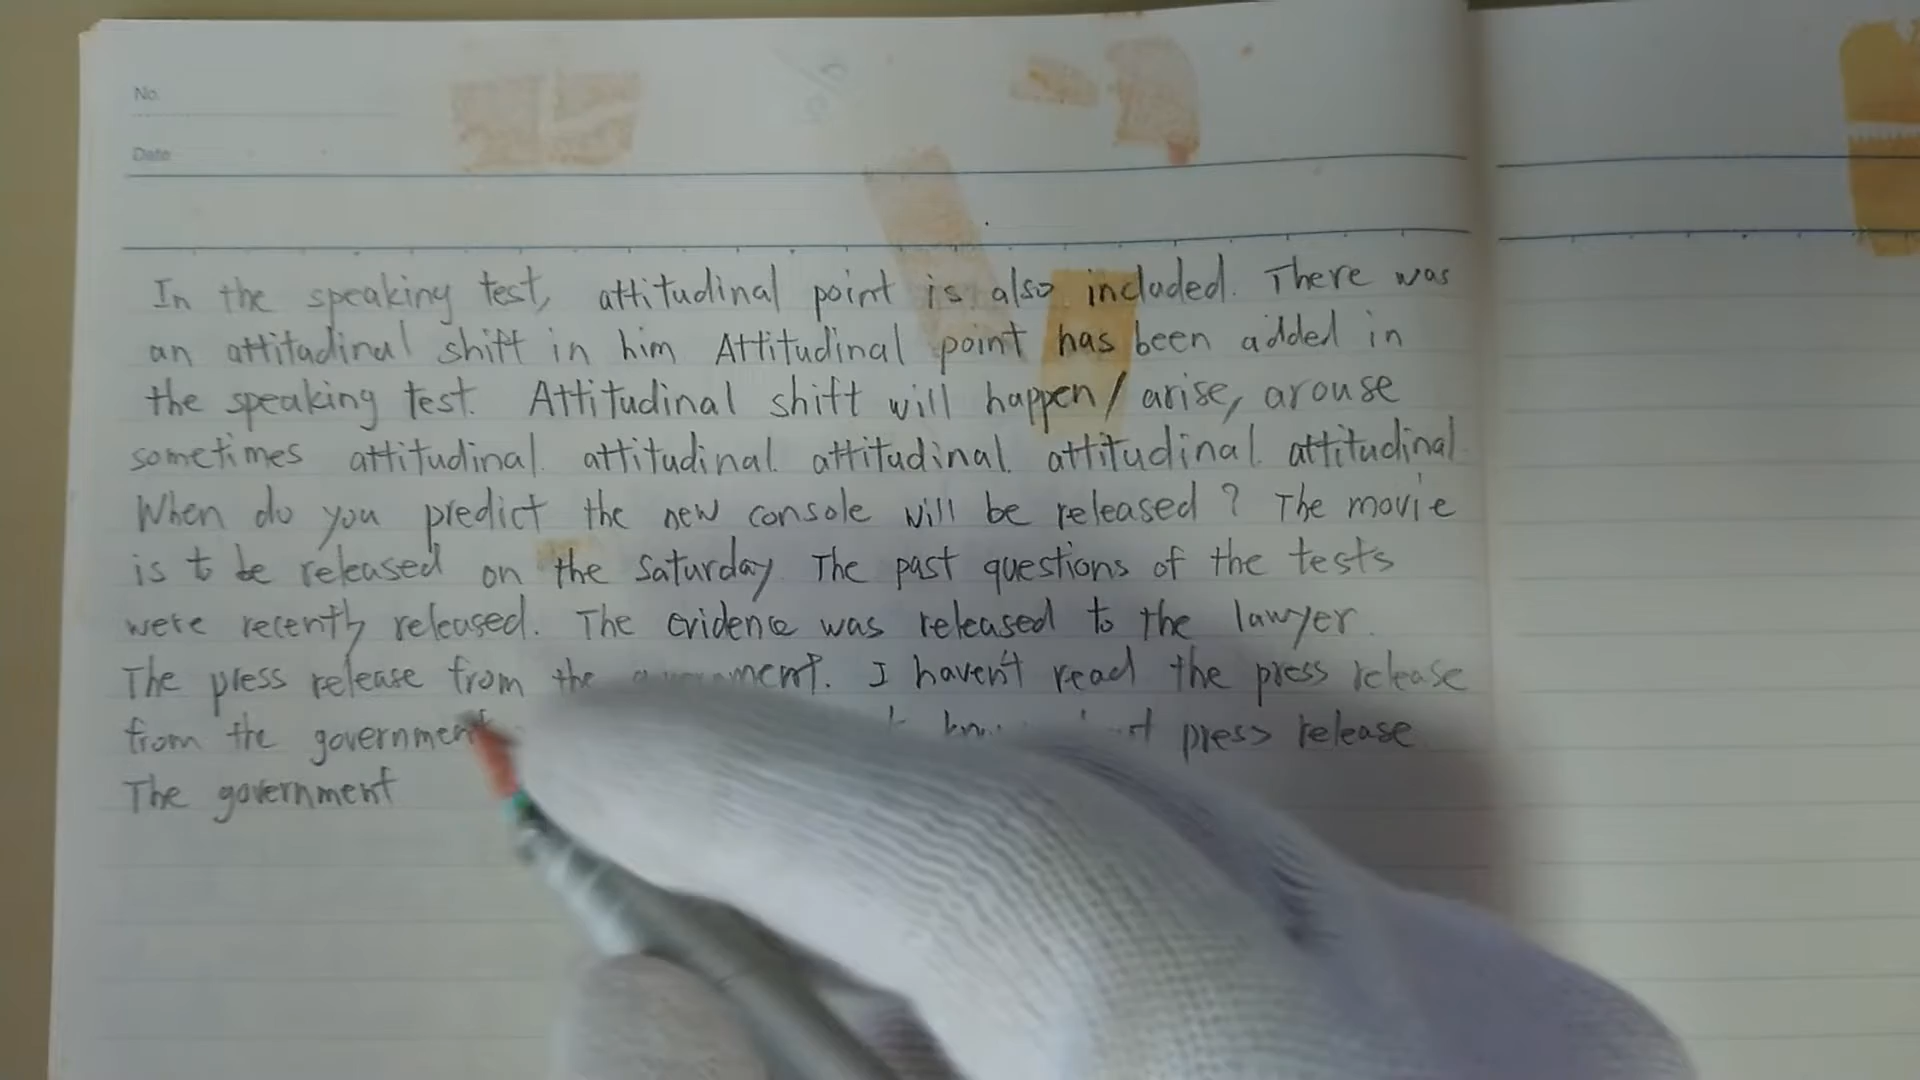 No.
Date
In the speaking test, attitudinal point is also included. There was
an attitudinal shift in him Attitudinal point has been added in
the speaking test. Attitudinal shift will happen / arise, arouse
sometimes attitudinal. attitudinal. attitudinal. attitudinal. attitudinal.
When do you predict the new console will be released? The movie
is to be released on the Saturday. The past questions of the tests
were recently released. The evidence was released to the lawyer.
The press release from the government. I haven't read the press release
from the government press release
The government